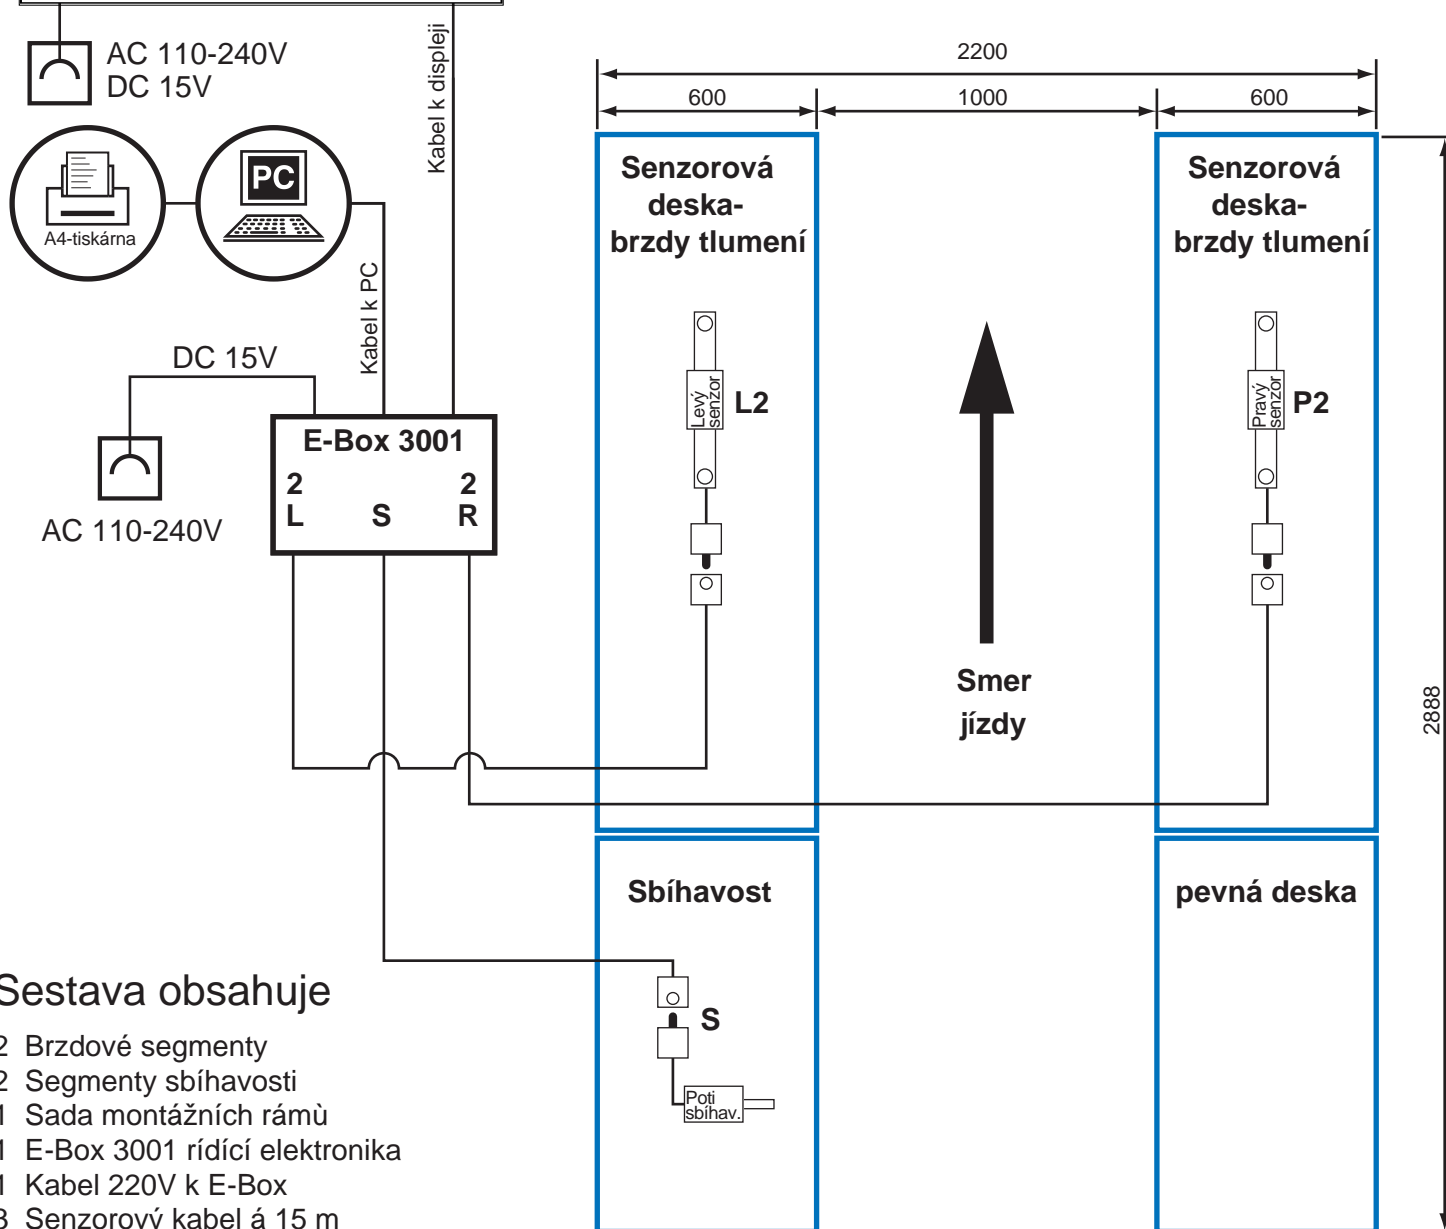 AC 110-240V
DC 15V
Kabel k displeji
2200
600
1000
600
PC
A4-tiskárna
Kabel k PC
Senzorová
deska-
brzdy tlumení
Senzorová
deska-
brzdy tlumení
DC 15V
Levý
senzor
L2
Pravý
senzor
P2
E-Box 3001
2 2
L S R
AC 110-240V
Smer
jízdy
2888
Sbíhavost
pevná deska
S
Poti
sbíhav.
Sestava obsahuje
2 Brzdové segmenty
2 Segmenty sbíhavosti
1 Sada montážních rámù
1 E-Box 3001 rídící elektronika
1 Kabel 220V k E-Box
3 Senzorový kabel á 15 m